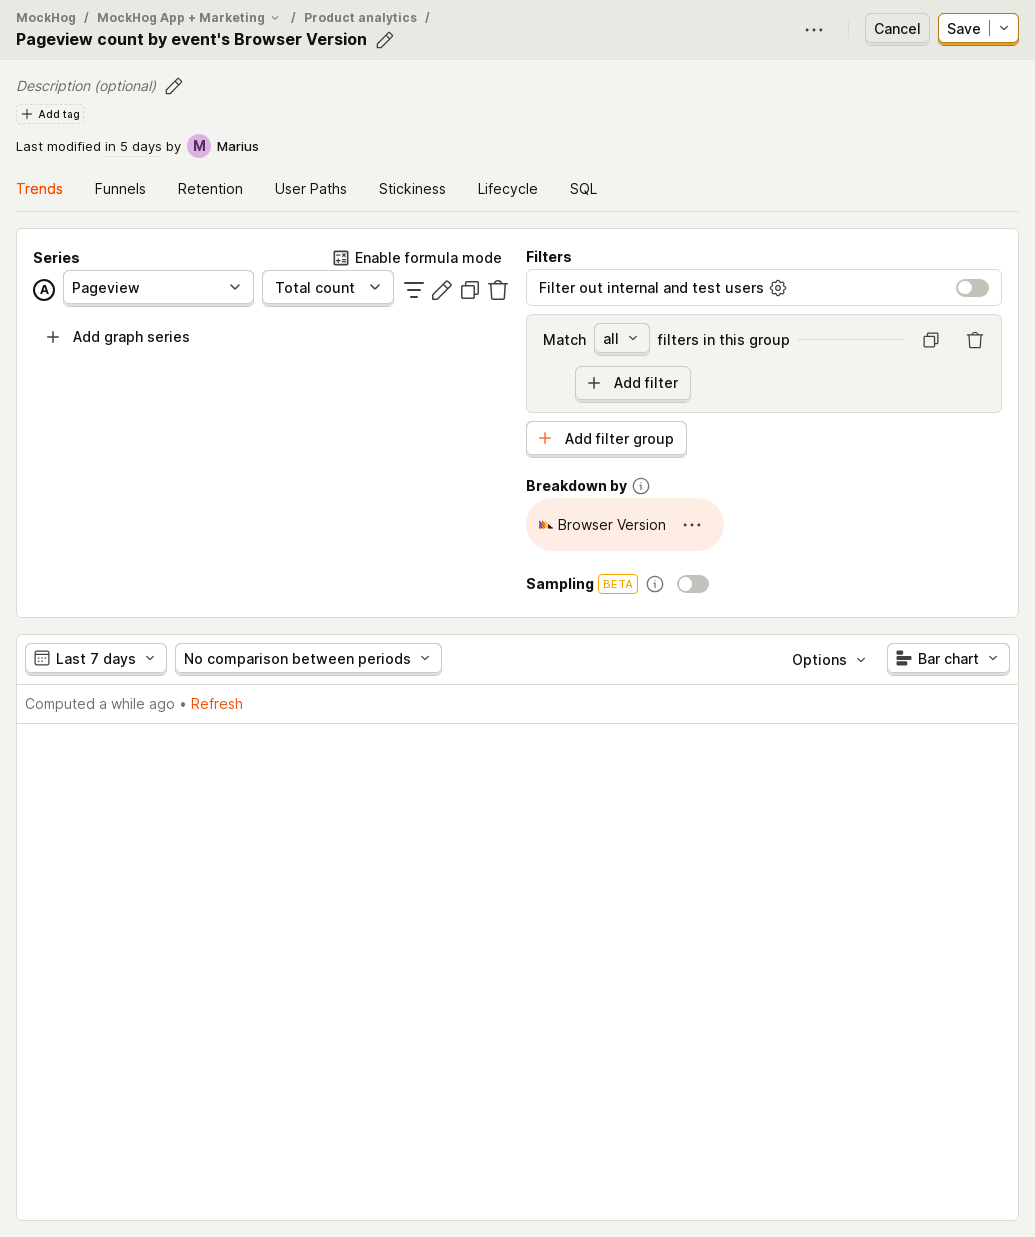 MockHog / MockHog App + Marketing / Product analytics /
Pageview count by event's Browser Version
Cancel
Save
Description (optional)
Add tag
Last modified in 5 days by M Marius
Trends Funnels Retention User Paths Stickiness Lifecycle SQL
Series
Enable formula mode
A Pageview Total count
Add graph series
Filters
Filter out internal and test users
Match all filters in this group
Add filter
Add filter group
Breakdown by
Browser Version
Sampling BETA
Last 7 days No comparison between periods Options Bar chart
Computed a while ago • Refresh